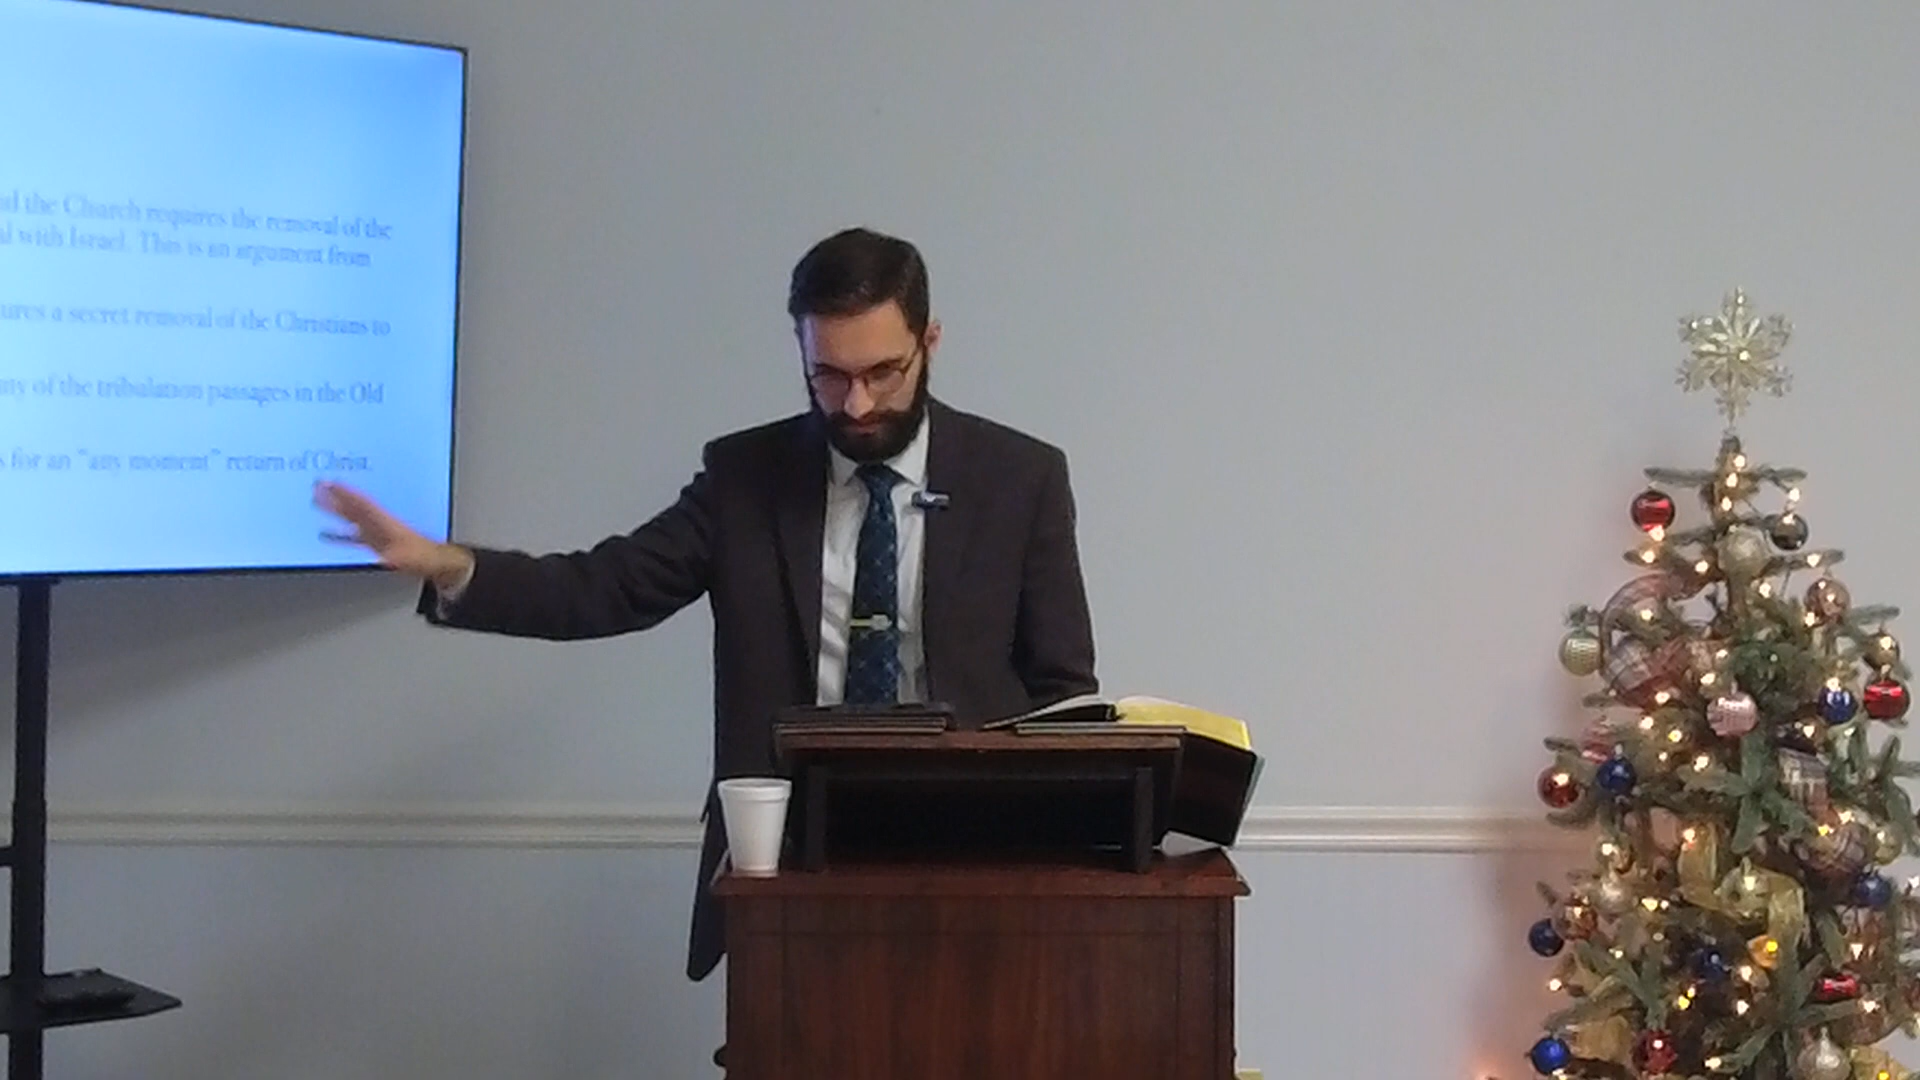 the Church requires the removal of the
with Israel. This is an argument from
a secret removal of the Christians to
of the tribulation passages in the Old
for an "any moment" return of Christ.